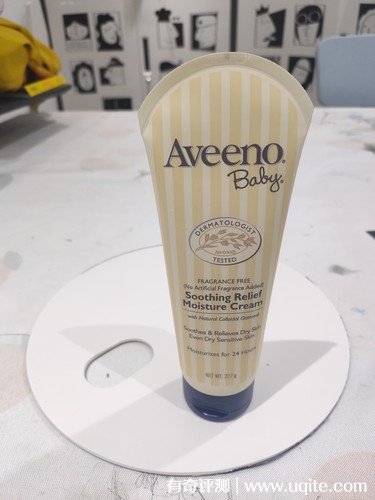 Aveeno®
Baby®
DERMATOLOGIST
Aveeno
TESTED
FRAGRANCE FREE
(No Artificial Fragrance Added)
Soothing Relief
Moisture Cream
with Natural Colloidal Oatmeal
Soothes & Relieves Dry Skin
Even Dry Sensitive Skin
Moisturizes for 24 Hours
NET WT. 227g
有奇评测 | www.uqite.com